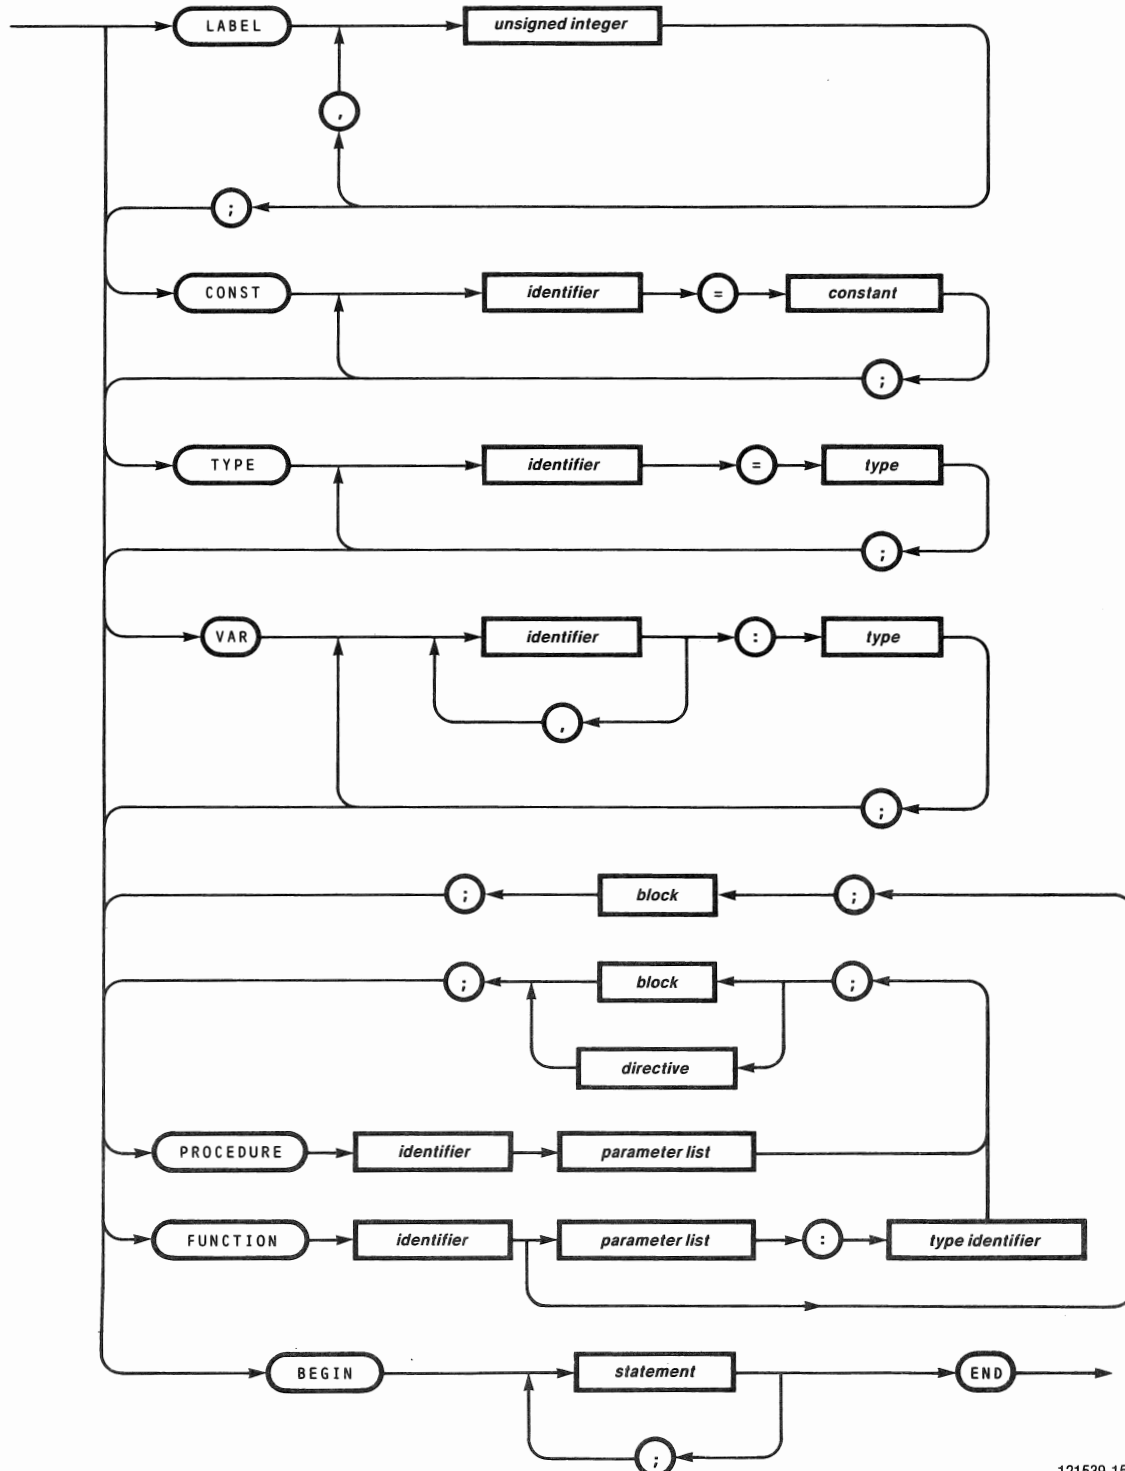 LABEL unsigned integer
,
;
CONST identifier = constant
;
TYPE identifier = type
;
VAR identifier : type
,
;
; block ;
; block ;
directive
PROCEDURE identifier parameter list
FUNCTION identifier parameter list : type identifier
BEGIN statement END
;